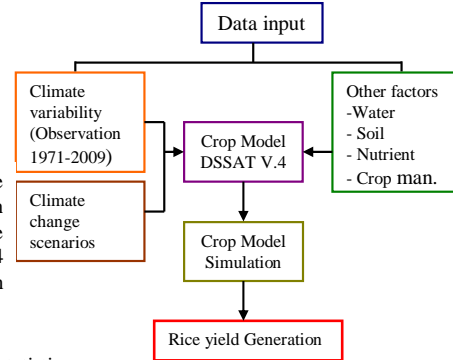 Data input
Climate
variability
(Observation
1971-2009)
Other factors
-Water
- Soil
- Nutrient
- Crop man.
Crop Model
DSSAT V.4
Climate
change
scenarios
Crop Model
Simulation
Rice yield Generation